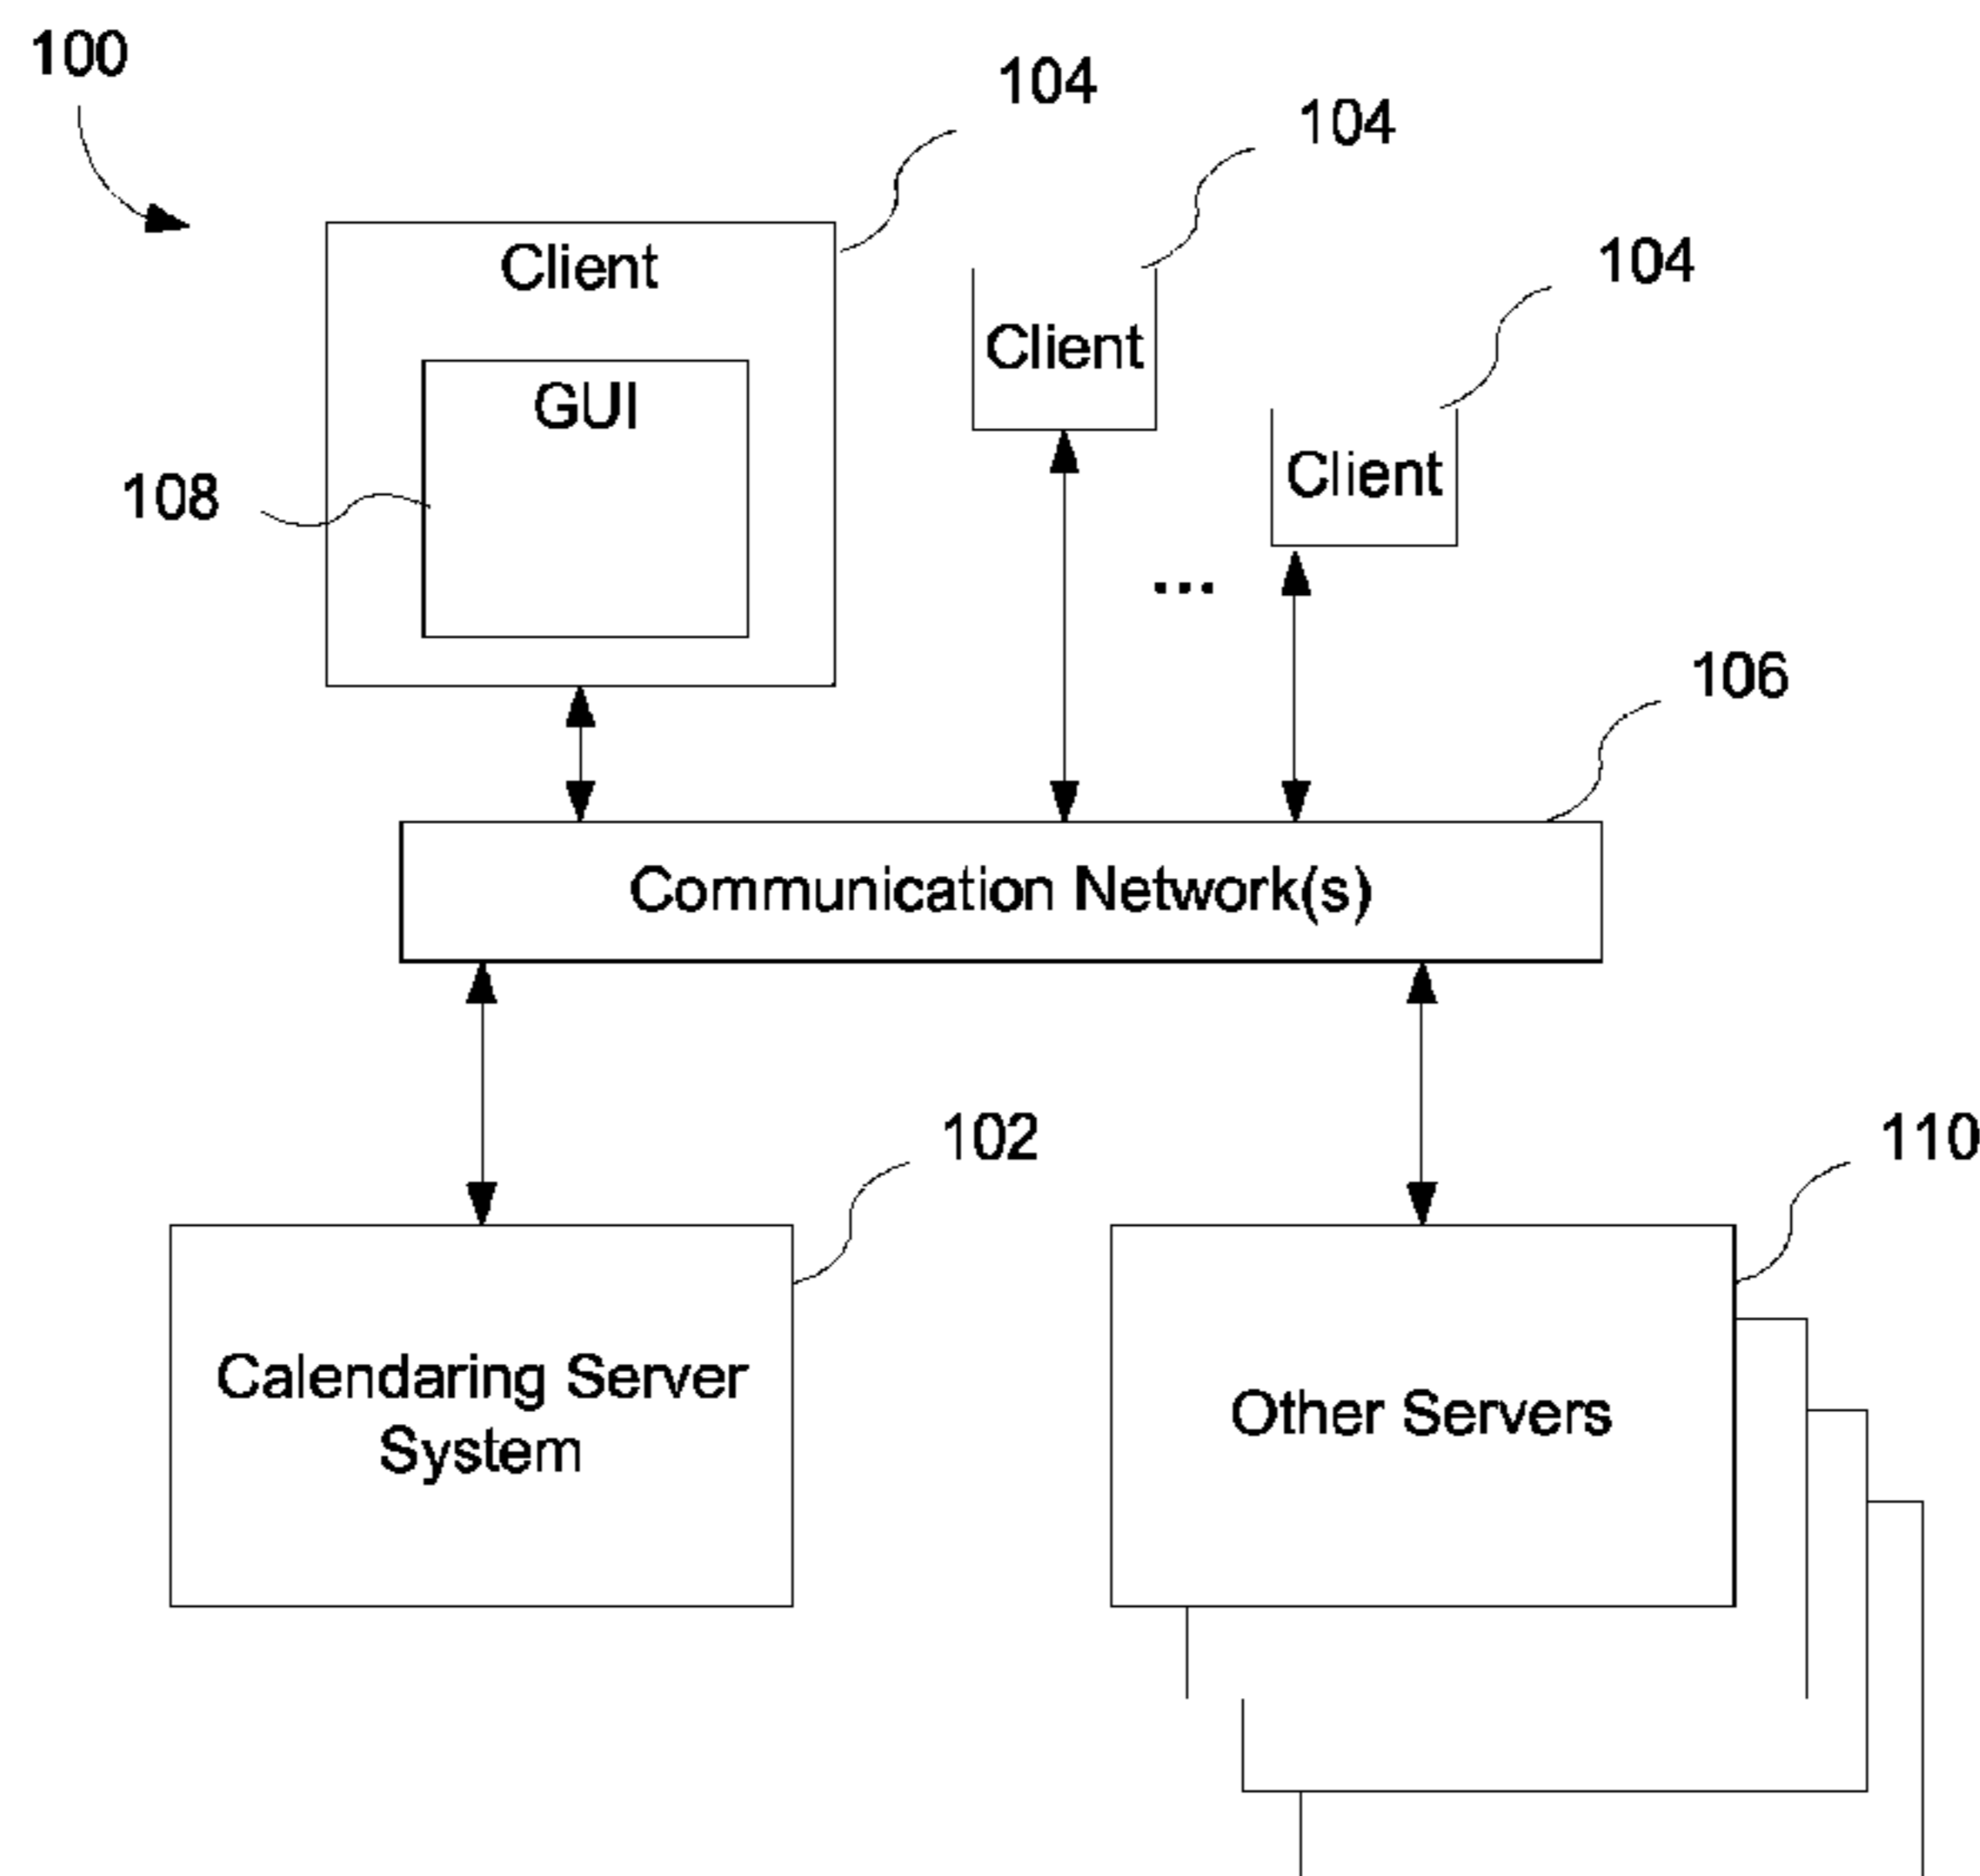 100
104
104
104
Client
Client
GUI
Client
108
...
106
Communication Network(s)
102
110
Calendaring Server
System
Other Servers